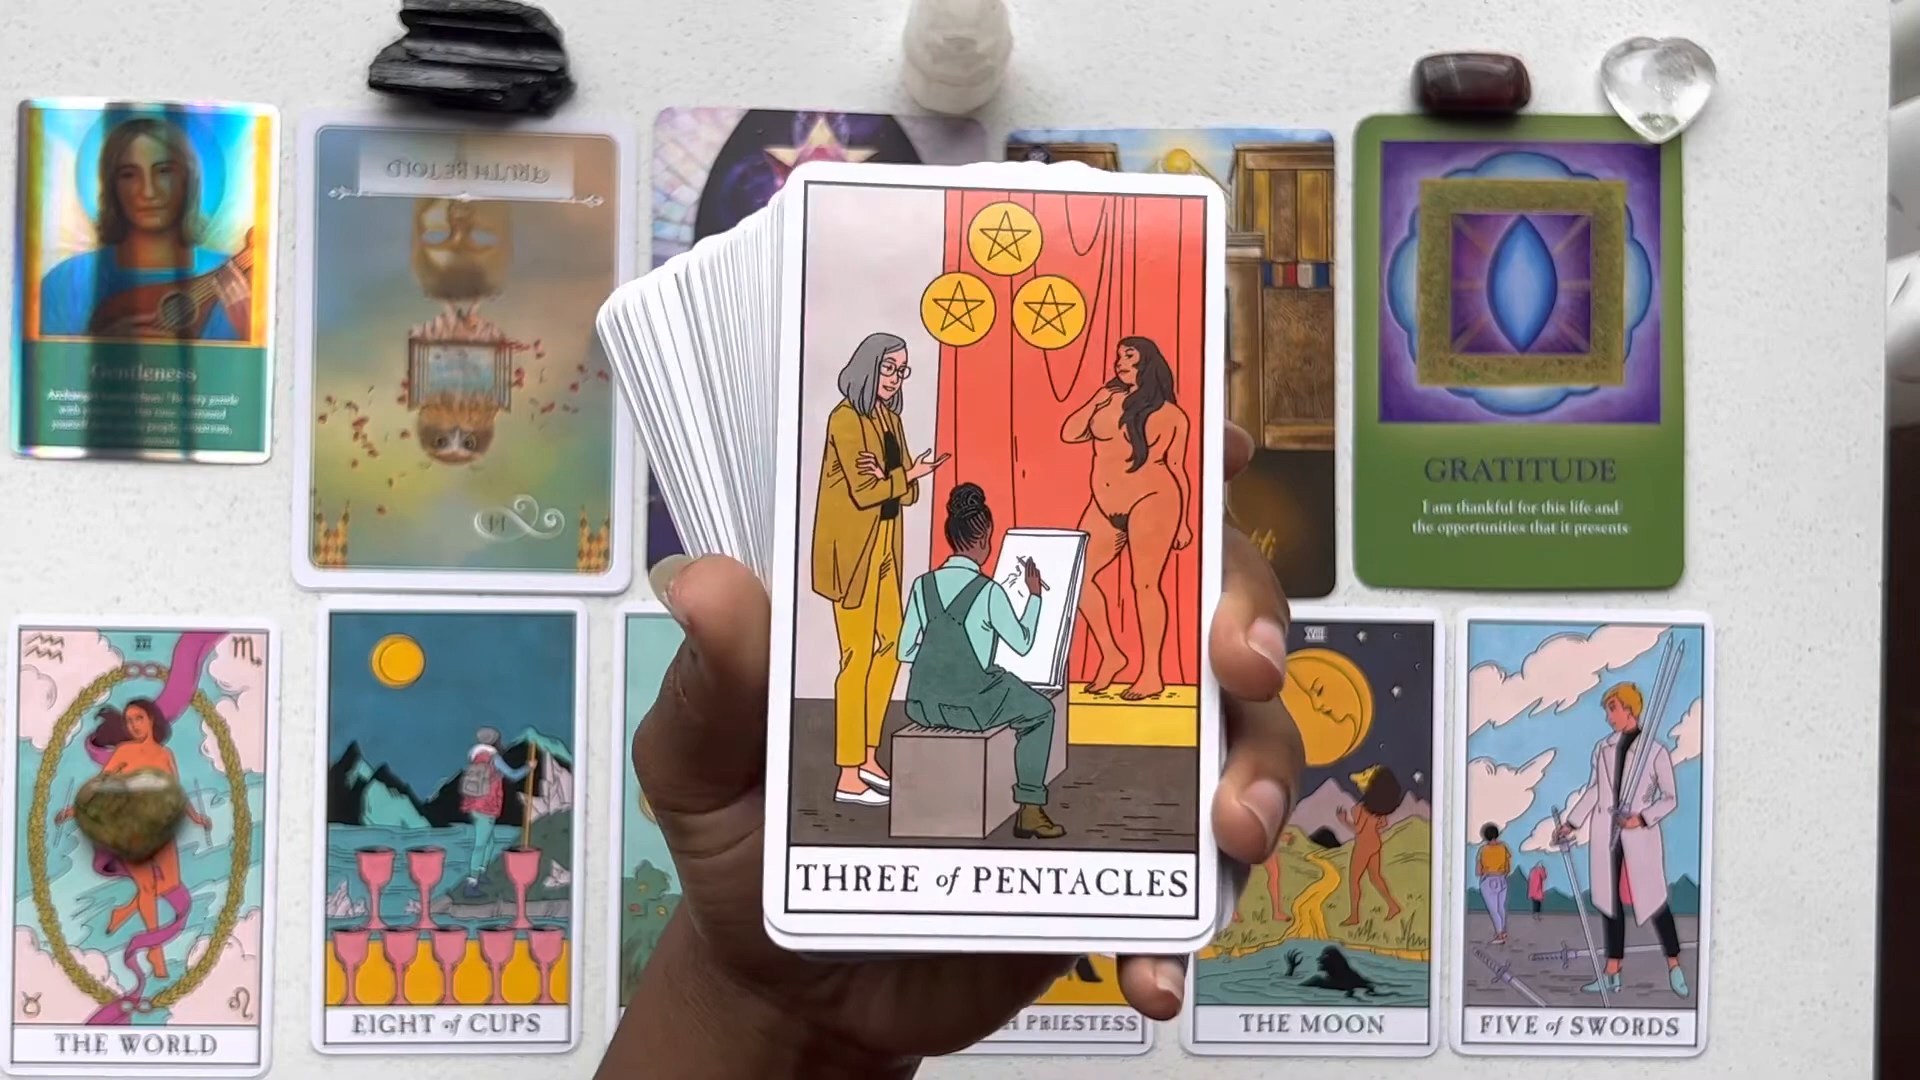 TRUTH BE TOLD
Gentleness
GRATITUDE
I am thankful for this life and
the opportunities that it presents
THREE of PENTACLES
THE WORLD
EIGHT of CUPS
PRIESTESS
THE MOON
FIVE of SWORDS